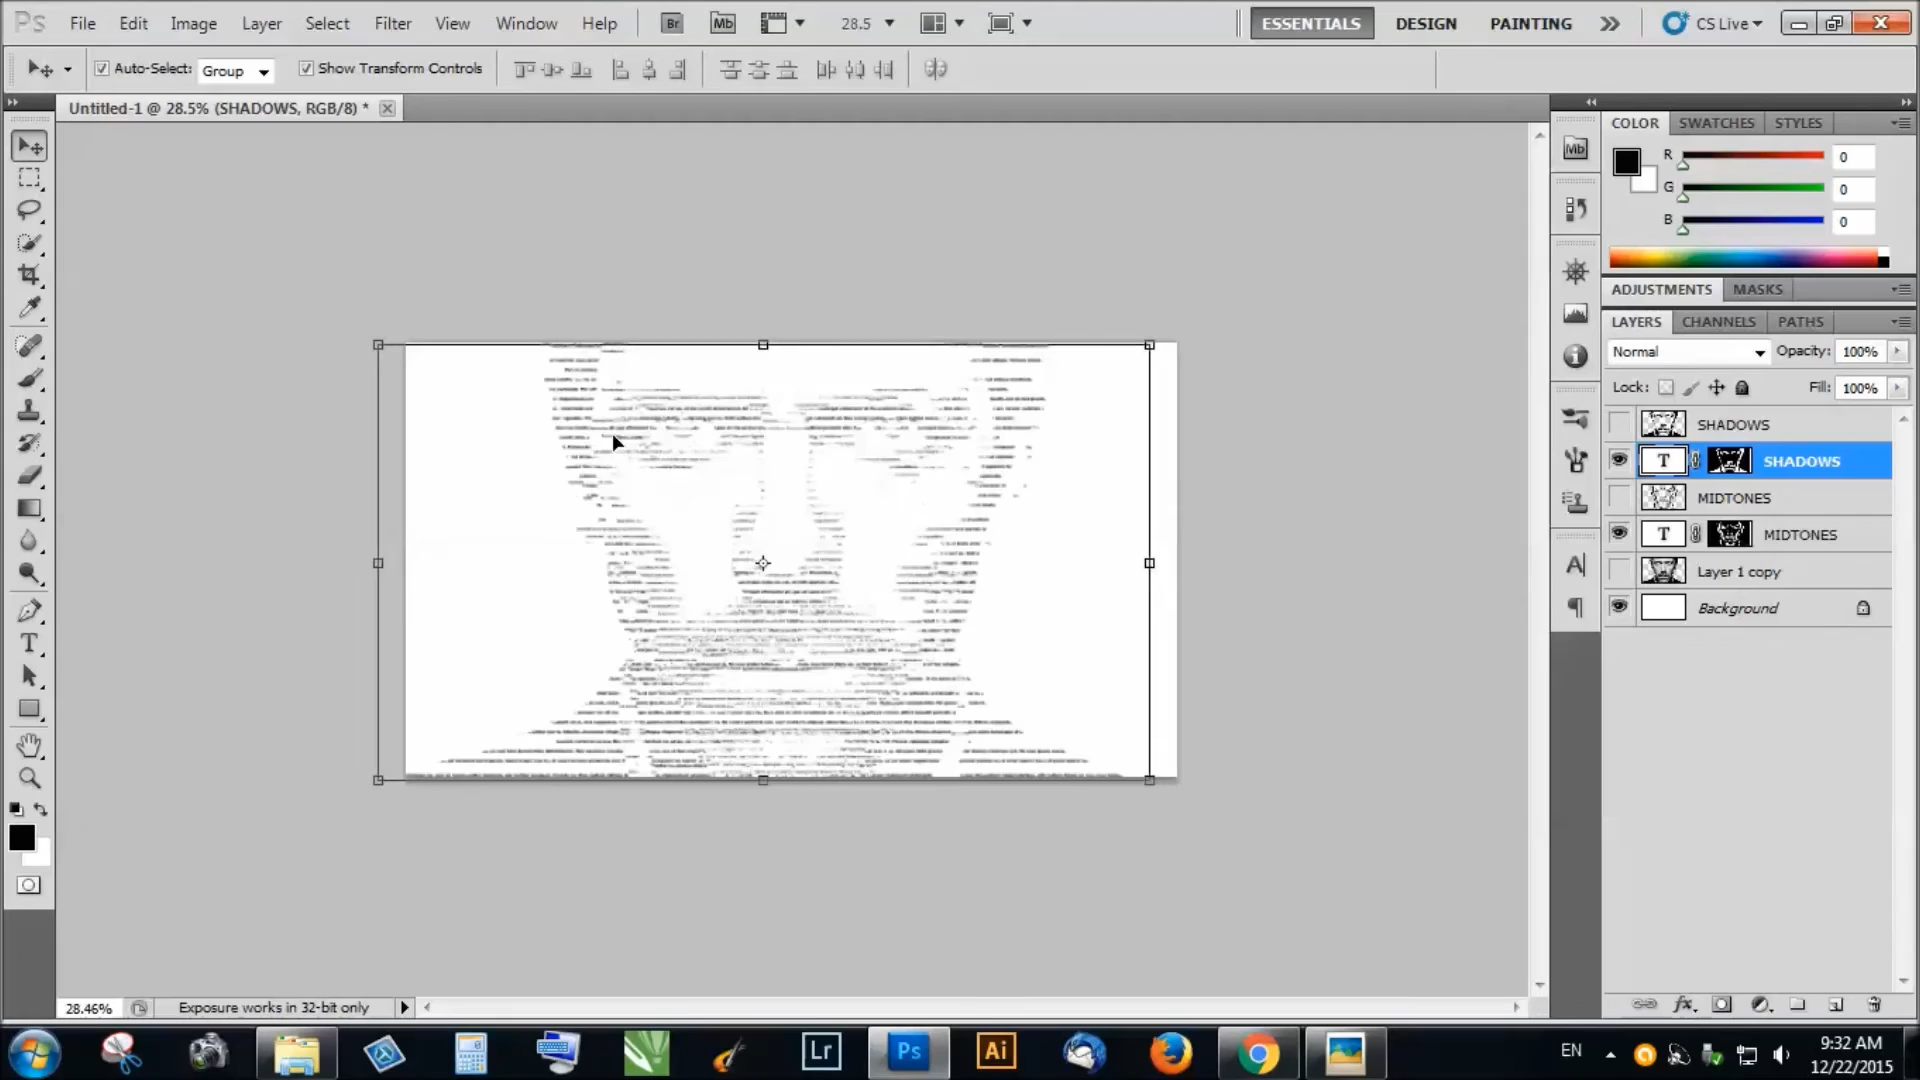 Ps File Edit Image Layer Select Filter View Window Help Br Mb 28.5 ESSENTIALS DESIGN PAINTING CS Live
Auto-Select: Group Show Transform Controls
Untitled-1 @ 28.5% (SHADOWS, RGB/8) *
COLOR SWATCHES STYLES
Mb
R 0
G 0
B 0
ADJUSTMENTS MASKS
LAYERS CHANNELS PATHS
Normal Opacity: 100%
Lock: Fill: 100%
SHADOWS
T SHADOWS
MIDTONES
T MIDTONES
Layer 1 copy
Background
28.46% Exposure works in 32-bit only
Lr Ps Ai EN
9:32 AM
12/22/2015